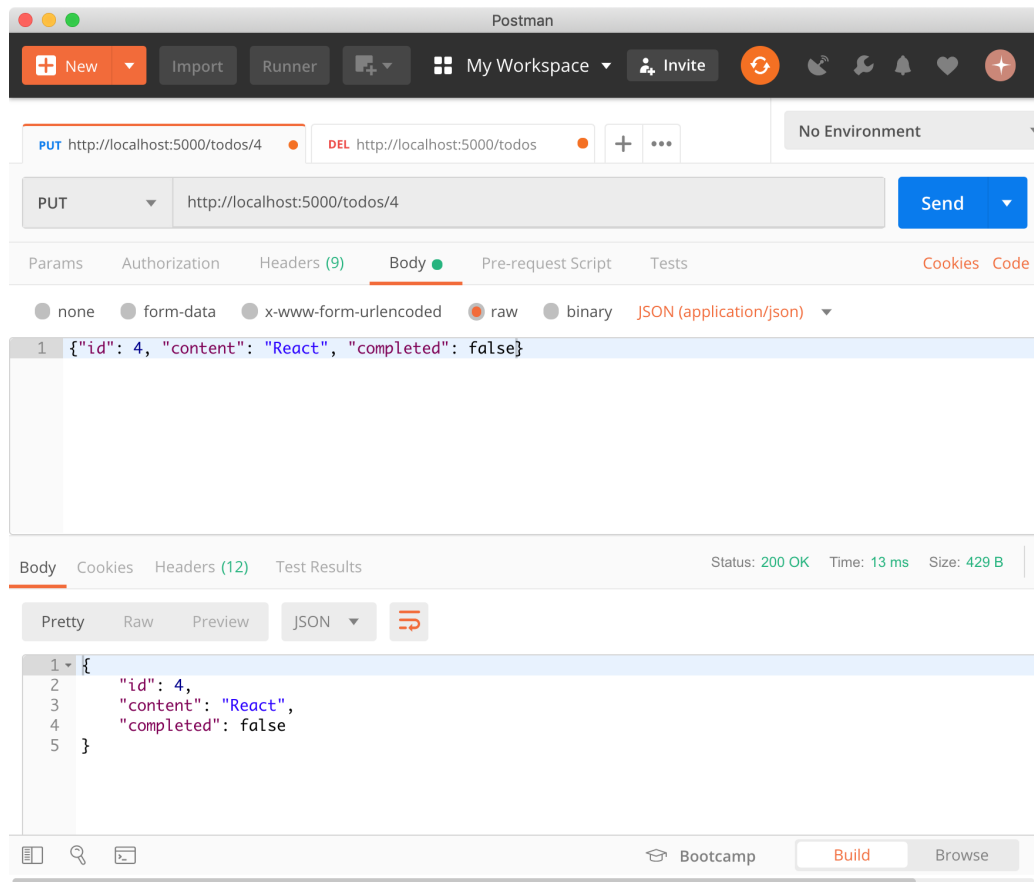 Postman
New Import Runner My Workspace Invite
PUT http://localhost:5000/todos/4 DEL http://localhost:5000/todos + ••• No Environment
PUT http://localhost:5000/todos/4 Send
Params Authorization Headers (9) Body Pre-request Script Tests Cookies Code
none form-data x-www-form-urlencoded raw binary JSON (application/json)
1 {"id": 4, "content": "React", "completed": false}
Body Cookies Headers (12) Test Results Status: 200 OK Time: 13 ms Size: 429 B
Pretty Raw Preview JSON
1 {
2 "id": 4,
3 "content": "React",
4 "completed": false
5 }
Bootcamp Build Browse